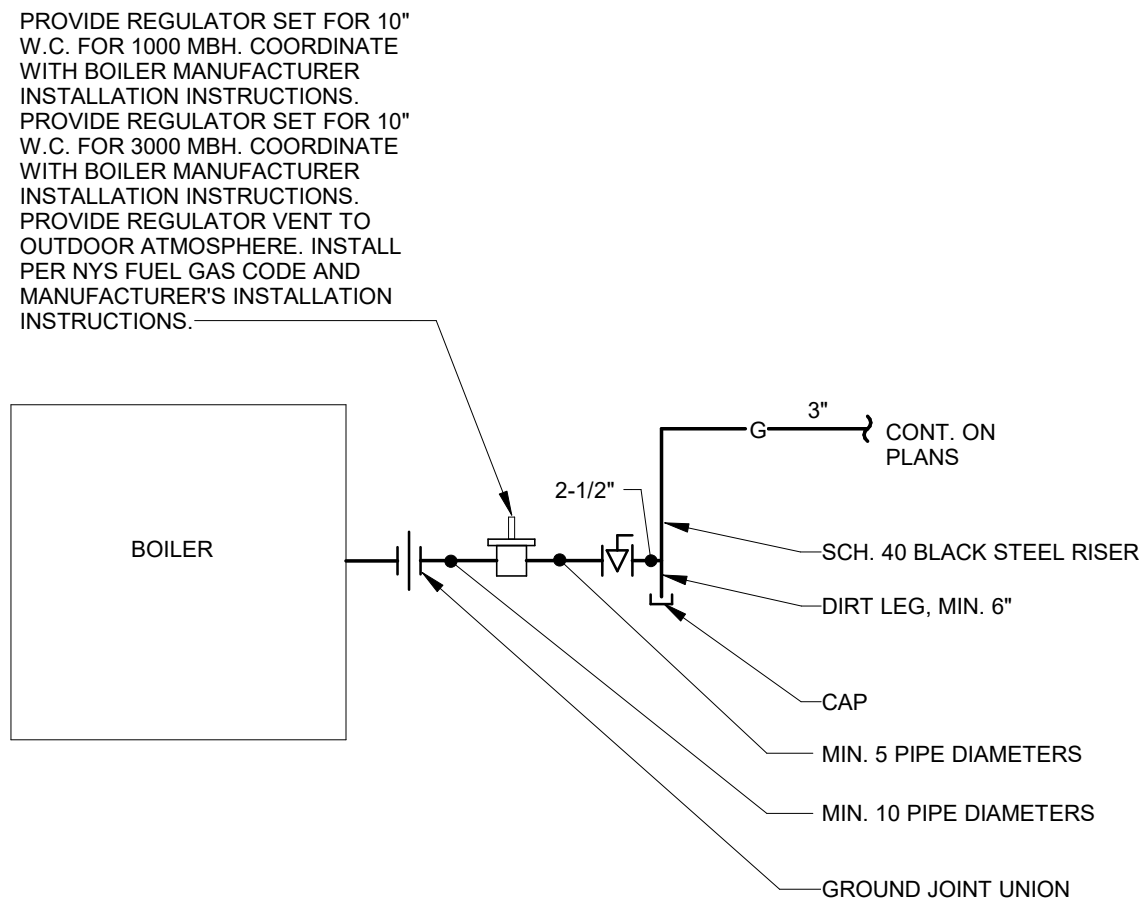 PROVIDE REGULATOR SET FOR 10"
W.C. FOR 1000 MBH. COORDINATE
WITH BOILER MANUFACTURER
INSTALLATION INSTRUCTIONS.
PROVIDE REGULATOR SET FOR 10"
W.C. FOR 3000 MBH. COORDINATE
WITH BOILER MANUFACTURER
INSTALLATION INSTRUCTIONS.
PROVIDE REGULATOR VENT TO
OUTDOOR ATMOSPHERE. INSTALL
PER NYS FUEL GAS CODE AND
MANUFACTURER'S INSTALLATION
INSTRUCTIONS.
3"
G
CONT. ON
PLANS
2-1/2"
BOILER
SCH. 40 BLACK STEEL RISER
DIRT LEG, MIN. 6"
CAP
MIN. 5 PIPE DIAMETERS
MIN. 10 PIPE DIAMETERS
GROUND JOINT UNION